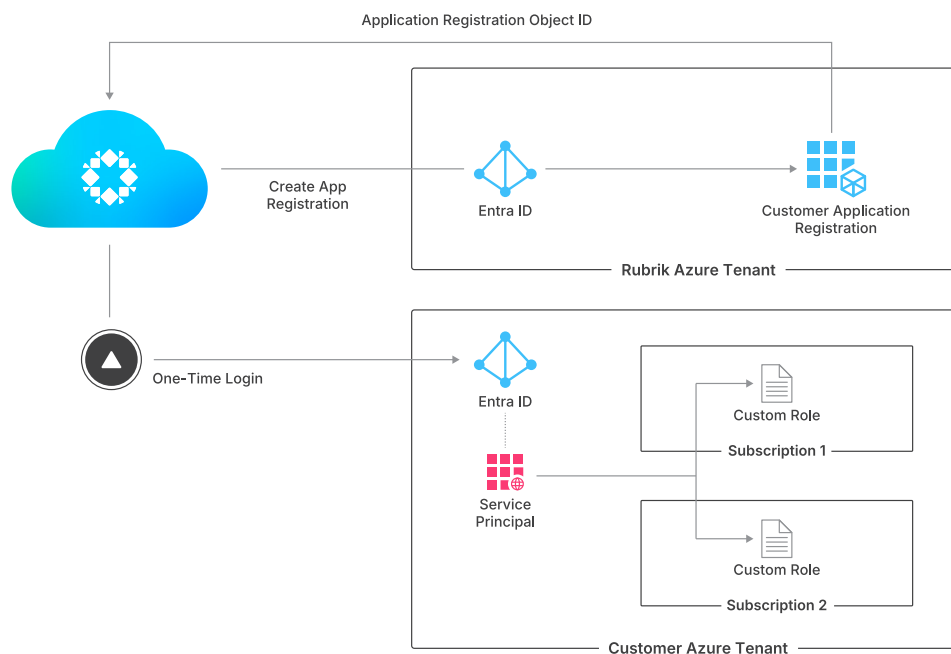 Application Registration Object ID
Create App
Registration
Entra ID
Customer Application
Registration
Rubrik Azure Tenant
One-Time Login
Entra ID
Custom Role
Subscription 1
Service
Principal
Custom Role
Subscription 2
Customer Azure Tenant